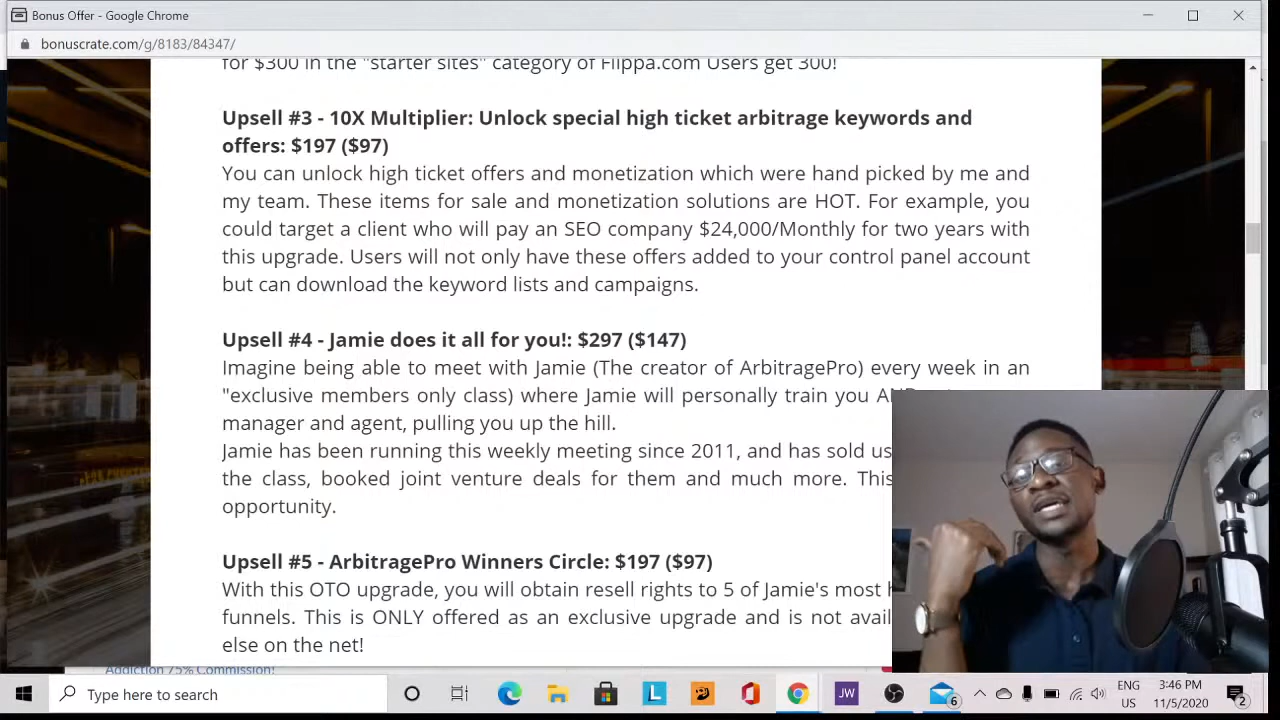 Bonus Offer - Google Chrome
bonuscrate.com/g/8183/84347/
for $300 in the "starter sites" category of Flippa.com Users get 300!
Upsell #3 - 10X Multiplier: Unlock special high ticket arbitrage keywords and
offers: $197 ($97)
You can unlock high ticket offers and monetization which were hand picked by me and
my team. These items for sale and monetization solutions are HOT. For example, you
could target a client who will pay an SEO company $24,000/Monthly for two years with
this upgrade. Users will not only have these offers added to your control panel account
but can download the keyword lists and campaigns.
Upsell #4 - Jamie does it all for you!: $297 ($147)
Imagine being able to meet with Jamie (The creator of ArbitragePro) every week in an
"exclusive members only class) where Jamie will personally train you
manager and agent, pulling you up the hill.
Jamie has been running this weekly meeting since 2011, and has sold
the class, booked joint venture deals for them and much more. This
opportunity.
Upsell #5 - ArbitragePro Winners Circle: $197 ($97)
With this OTO upgrade, you will obtain resell rights to 5 of Jamie's most
funnels. This is ONLY offered as an exclusive upgrade and is not
else on the net!
Addiction 75% Commission!
Type here to search
L
JW
6
ENG
US
3:46 PM
11/5/2020
2